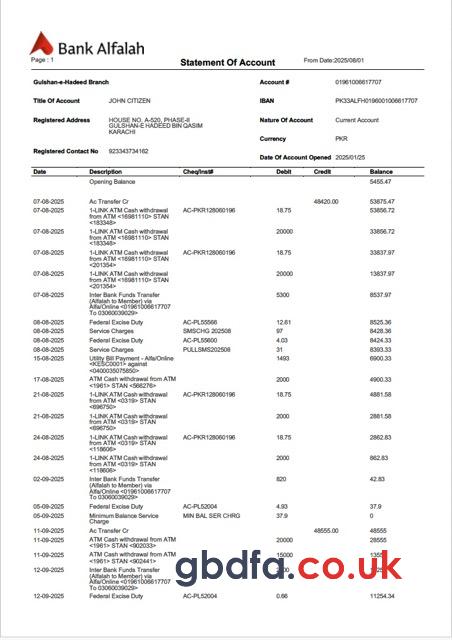 Bank Alfalah
Page : 1
Statement Of Account
From Date:2025/08/01
Gulshan-e-Hadeed Branch
Account # 01961006617707
Title Of Account JOHN CITIZEN
IBAN PK33ALFH0196001006617707
Registered Address HOUSE NO. A-520, PHASE-II
GULSHAN-E HADEED BIN QASIM
KARACHI
Nature Of Account Current Account
Currency PKR
Registered Contact No 923343734162
Date Of Account Opened 2025/01/25
Date Description Cheq/Inst# Debit Credit Balance
Opening Balance 5455.47
07-08-2025 Ac Transfer Cr 48420.00 53875.47
07-08-2025 1-LINK ATM Cash withdrawal AC-PKR128060196 18.75 53856.72
from ATM <16981110> STAN
<183348>
07-08-2025 1-LINK ATM Cash withdrawal 20000 33856.72
from ATM <16981110> STAN
<183348>
07-08-2025 1-LINK ATM Cash withdrawal AC-PKR128060196 18.75 33837.97
from ATM <16981110> STAN
<201354>
07-08-2025 1-LINK ATM Cash withdrawal 20000 13837.97
from ATM <16981110> STAN
<201354>
07-08-2025 Inter Bank Funds Transfer 5300 8537.97
(Alfalah to Member) via
Alfa/Online <01961006617707
To 03060039029>
08-08-2025 Federal Excise Duty AC-PL55566 12.61 8525.36
08-08-2025 Service Charges SMSCHG 202508 97 8428.36
08-08-2025 Federal Excise Duty AC-PL55600 4.03 8424.33
08-08-2025 Service Charges PULLSMS202508 31 8393.33
15-08-2025 Utility Bill Payment - Alfa/Online 1493 6900.33
<KESC0001> against
<0400035075850>
17-08-2025 ATM Cash withdrawal from ATM 2000 4900.33
<1961> STAN <566276>
21-08-2025 1-LINK ATM Cash withdrawal AC-PKR128060196 18.75 4881.58
from ATM <0319> STAN
<696750>
21-08-2025 1-LINK ATM Cash withdrawal 2000 2881.58
from ATM <0319> STAN
<696750>
24-08-2025 1-LINK ATM Cash withdrawal AC-PKR128060196 18.75 2862.83
from ATM <0319> STAN
<118606>
24-08-2025 1-LINK ATM Cash withdrawal 2000 862.83
from ATM <0319> STAN
<118606>
02-09-2025 Inter Bank Funds Transfer 820 42.83
(Alfalah to Member) via
Alfa/Online <01961006617707
To 03060039029>
05-09-2025 Federal Excise Duty AC-PL52004 4.93 37.9
05-09-2025 Minimum Balance Service MIN BAL SER CHRG 37.9 0
Charge
11-09-2025 Ac Transfer Cr 48555.00 48555
11-09-2025 ATM Cash withdrawal from ATM 20000 28555
<1961> STAN <902033>
11-09-2025 ATM Cash withdrawal from ATM 15000
<1961> STAN <902441>
12-09-2025 Inter Bank Funds Transfer
(Alfalah to Member) via
Alfa/Online <01961006617707
To 03060039029>
gbdfa.co.uk
12-09-2025 Federal Excise Duty AC-PL52004 0.66 11254.34